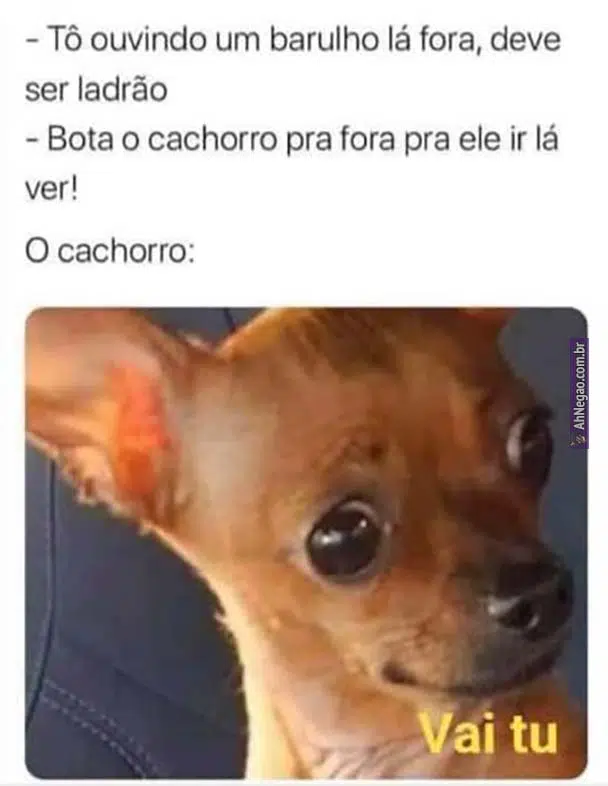 - Tô ouvindo um barulho lá fora, deve
ser ladrão
- Bota o cachorro pra fora pra ele ir lá
ver!
O cachorro:
AhNegao.com.br
Vai tu